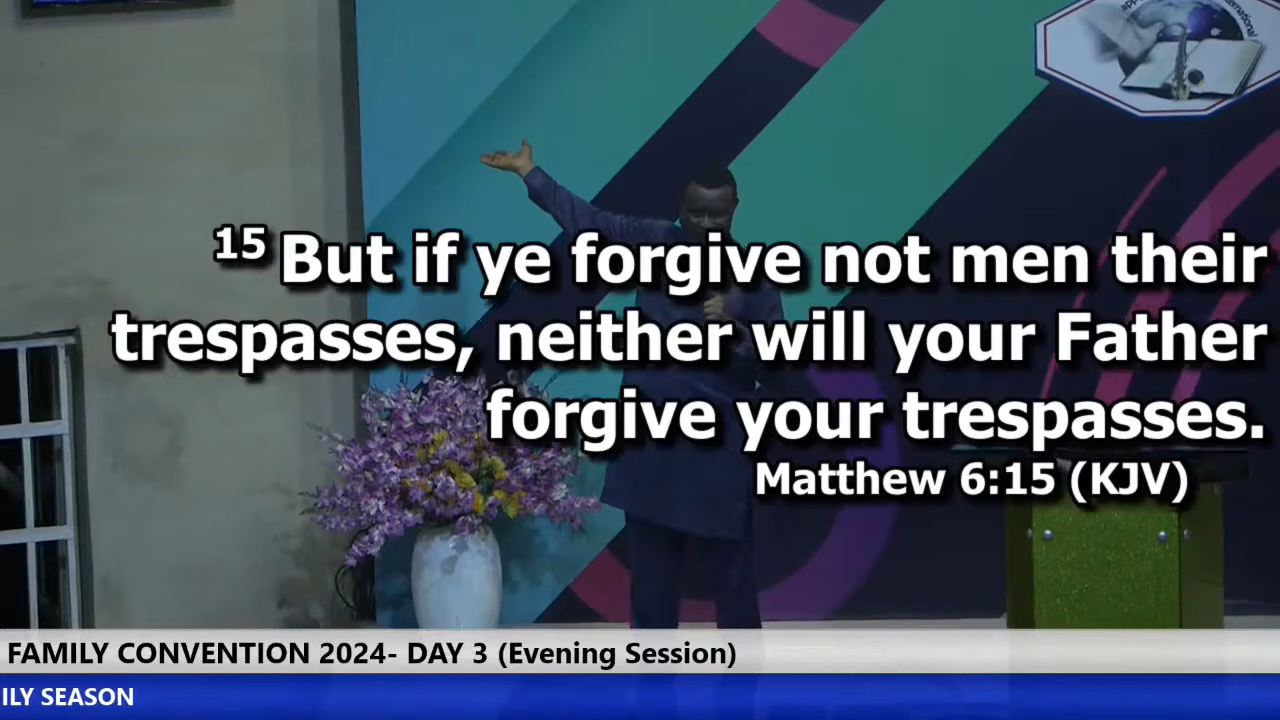 15 But if ye forgive not men their
trespasses, neither will your Father
forgive your trespasses.
Matthew 6:15 (KJV)
FAMILY CONVENTION 2024- DAY 3 (Evening Session)
ILY SEASON